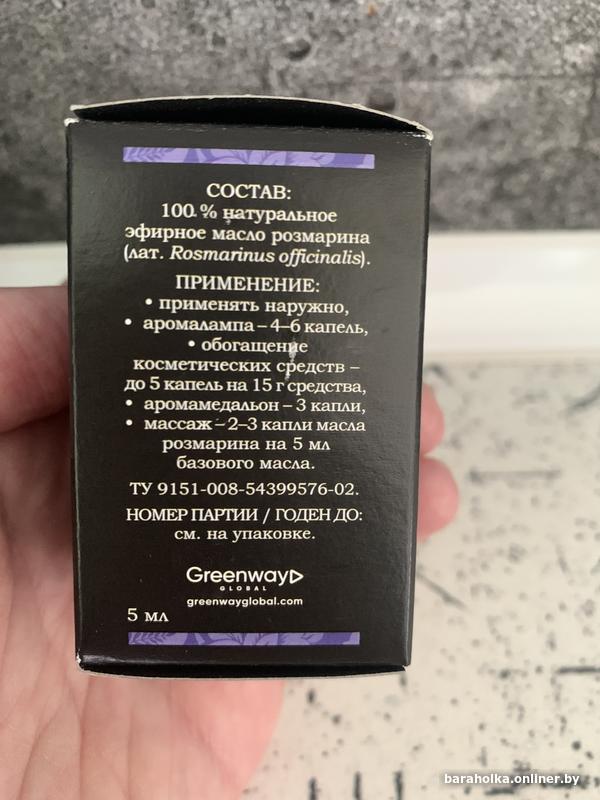 СОСТАВ:
100 % натуральное
эфирное масло розмарина
(лат. Rosmarinus officinalis).
ПРИМЕНЕНИЕ:
• применять наружно,
• аромалампа – 4–6 капель,
• обогащение
косметических средств –
до 5 капель на 15 г средства,
• аромамедальон – 3 капли,
• массаж – 2–3 капли масла
розмарина на 5 мл
базового масла.
ТУ 9151-008-54399576-02.
НОМЕР ПАРТИИ / ГОДЕН ДО:
см. на упаковке.
Greenway
GLOBAL
greenwayglobal.com
5 мл
baraholka.onliner.by